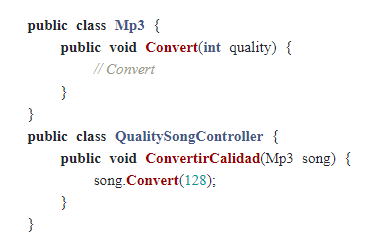 public class Mp3 {
public void Convert(int quality) {
// Convert
}
}
public class QualitySongController {
public void ConvertirCalidad(Mp3 song) {
song.Convert(128);
}
}